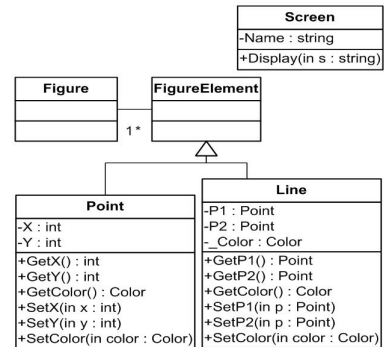 Screen
-Name : string
+Display(in s : string)
Figure
FigureElement
1 *
Point
-X : int
-Y : int
+GetX() : int
+GetY() : int
+GetColor() : Color
+SetX(in x : int)
+SetY(in y : int)
+SetColor(in color : Color)
Line
-P1 : Point
-P2 : Point
-_Color : Color
+GetP1() : Point
+GetP2() : Point
+GetColor() : Color
+SetP1(in p : Point)
+SetP2(in p : Point)
+SetColor(in color : Color)